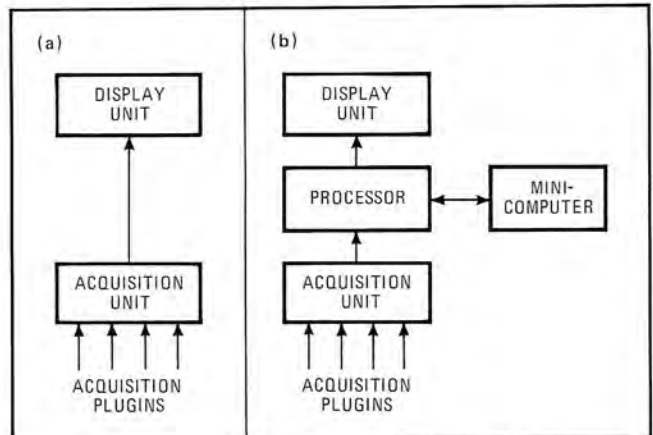 (a)
DISPLAY
UNIT
ACQUISITION
UNIT
ACQUISITION
PLUGINS
(b)
DISPLAY
UNIT
PROCESSOR
MINI-
COMPUTER
ACQUISITION
UNIT
ACQUISITION
PLUGINS